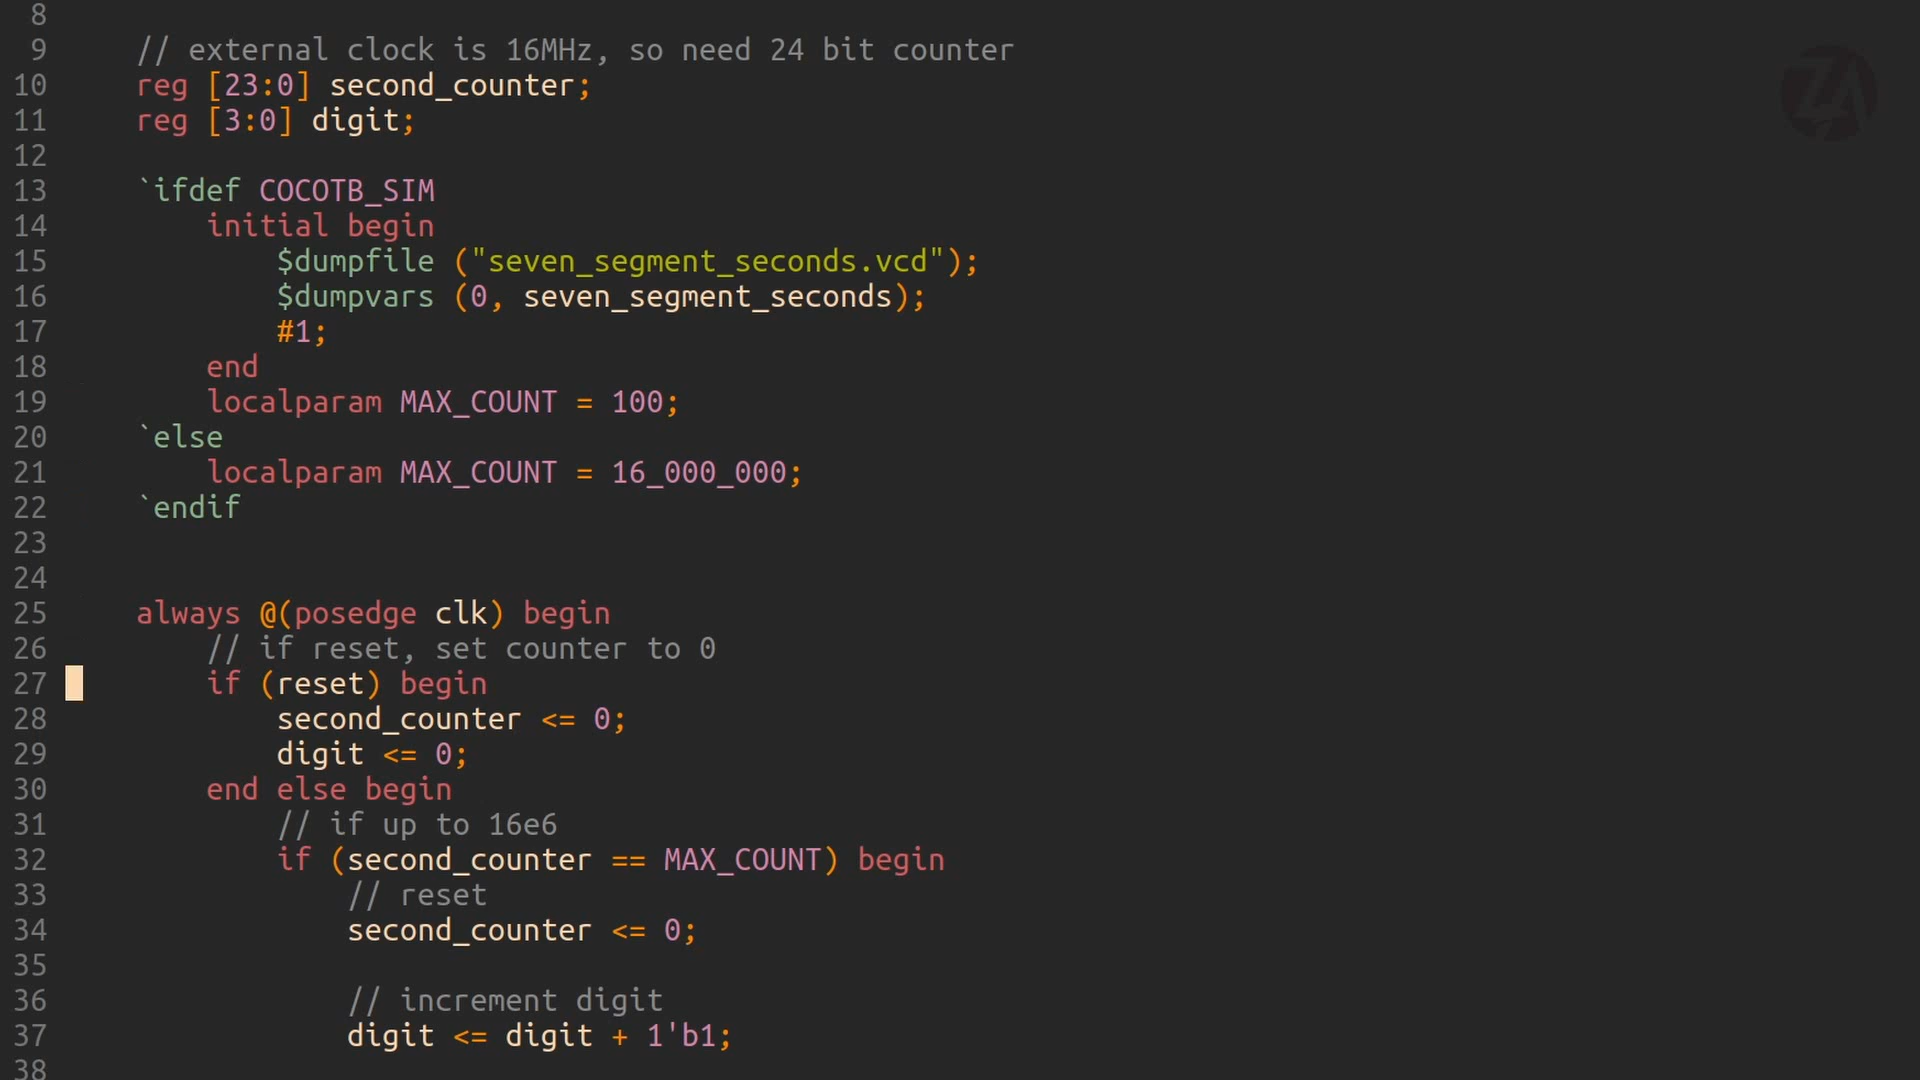 8
9 // external clock is 16MHz, so need 24 bit counter
10 reg [23:0] second_counter;
11 reg [3:0] digit;
12
13 `ifdef COCOTB_SIM
14 initial begin
15 $dumpfile ("seven_segment_seconds.vcd");
16 $dumpvars (0, seven_segment_seconds);
17 #1;
18 end
19 localparam MAX_COUNT = 100;
20 `else
21 localparam MAX_COUNT = 16_000_000;
22 `endif
23
24
25 always @(posedge clk) begin
26 // if reset, set counter to 0
27 if (reset) begin
28 second_counter <= 0;
29 digit <= 0;
30 end else begin
31 // if up to 16e6
32 if (second_counter == MAX_COUNT) begin
33 // reset
34 second_counter <= 0;
35
36 // increment digit
37 digit <= digit + 1'b1;
38